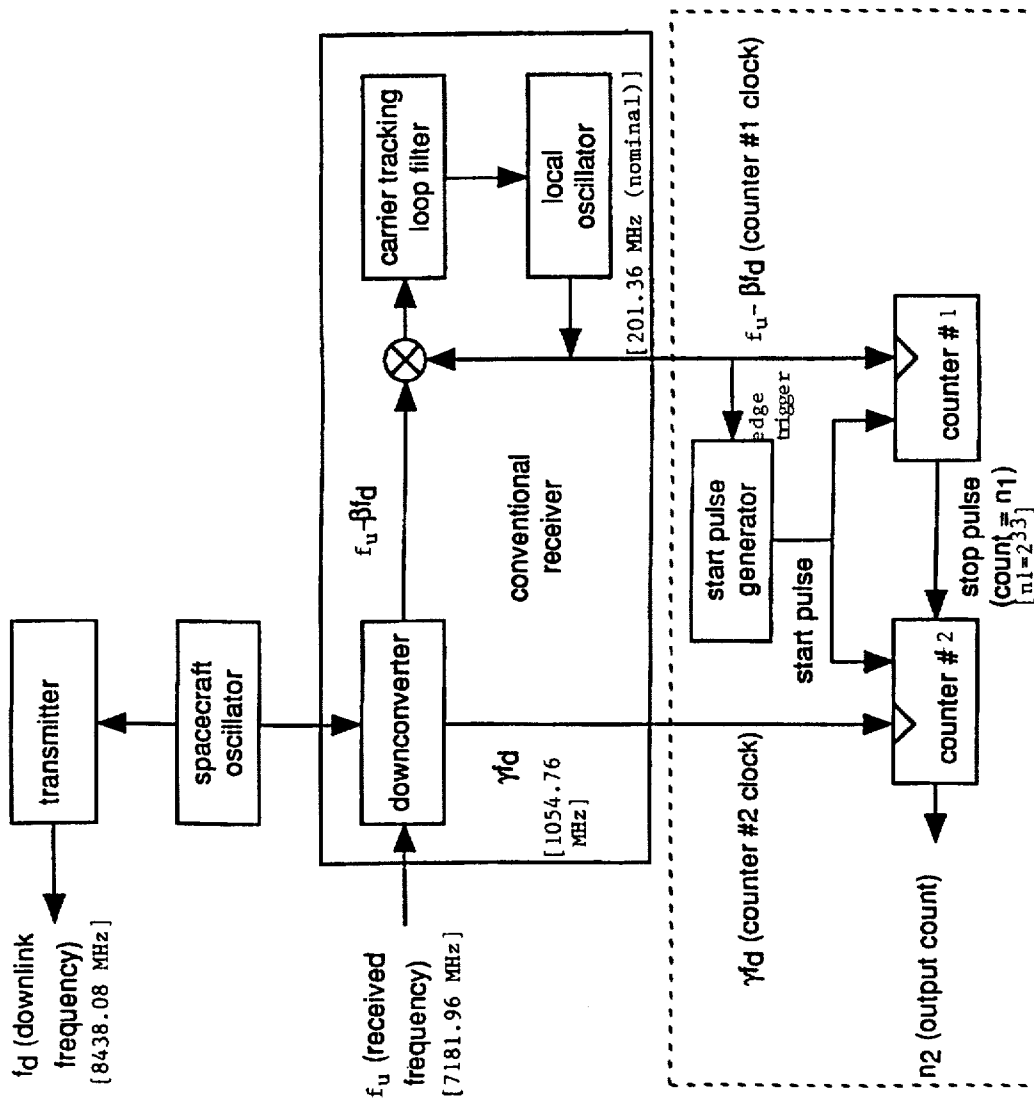 fd (downlink
frequency)
[8438.08 MHz]
transmitter
spacecraft
oscillator
fu (received
frequency)
[7181.96 MHz]
downconverter
fu-βfd
carrier tracking
loop filter
local
oscillator
[201.36 MHz (nominal)]
conventional
receiver
γfd
[1054.76
MHz]
γfd (counter #2 clock)
start pulse
generator
edge
trigger
fu- βfd (counter #1 clock)
start pulse
counter # 2
counter # 1
stop pulse
(count = n1)
[n1=233]
n2 (output count)